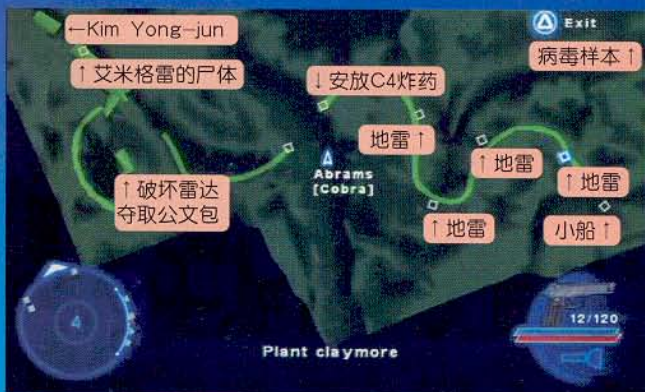 ←Kim Yong-jun
Exit
↑艾米格雷的尸体
↓安放C4炸药
病毒样本↑
地雷↑
↑地雷
↑地雷
Abrams
[Cobra]
↑破坏雷达
夺取公文包
↑地雷
小船↑
4
12/120
Plant claymore